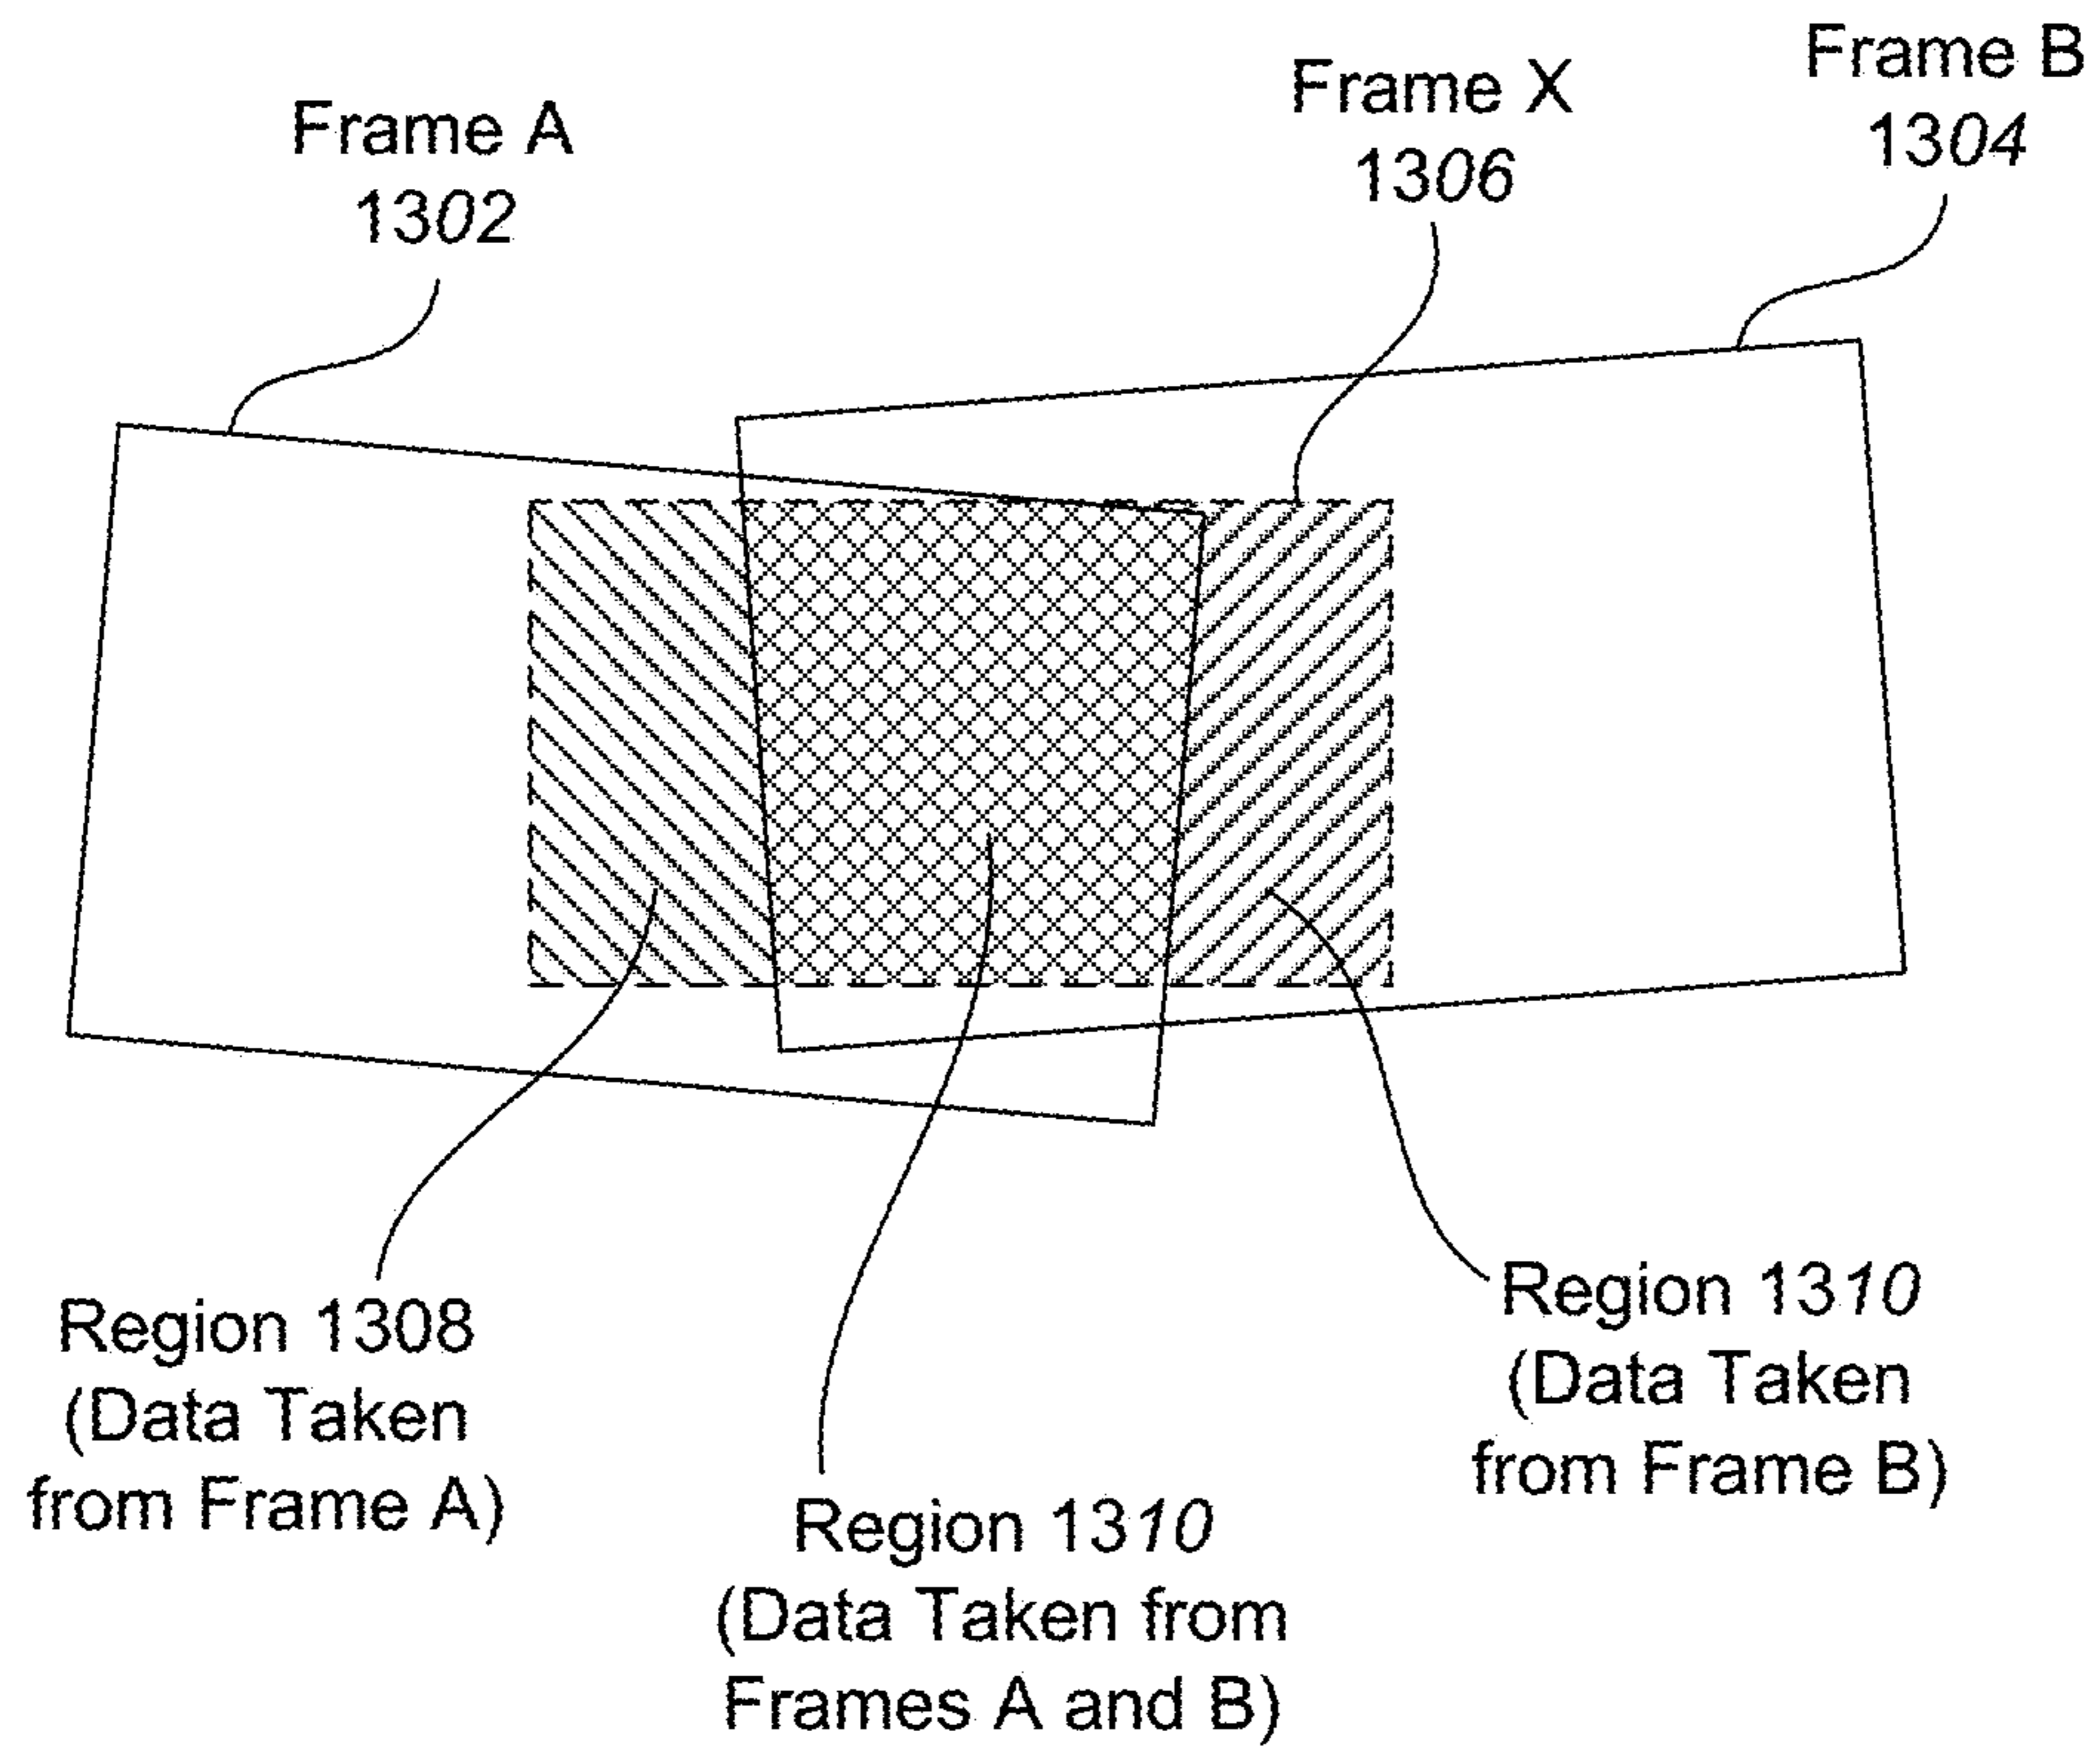 Frame A
1302
Frame X
1306
Frame B
1304
Region 1308
(Data Taken
from Frame A)
Region 1310
(Data Taken from
Frames A and B)
Region 1310
(Data Taken
from Frame B)